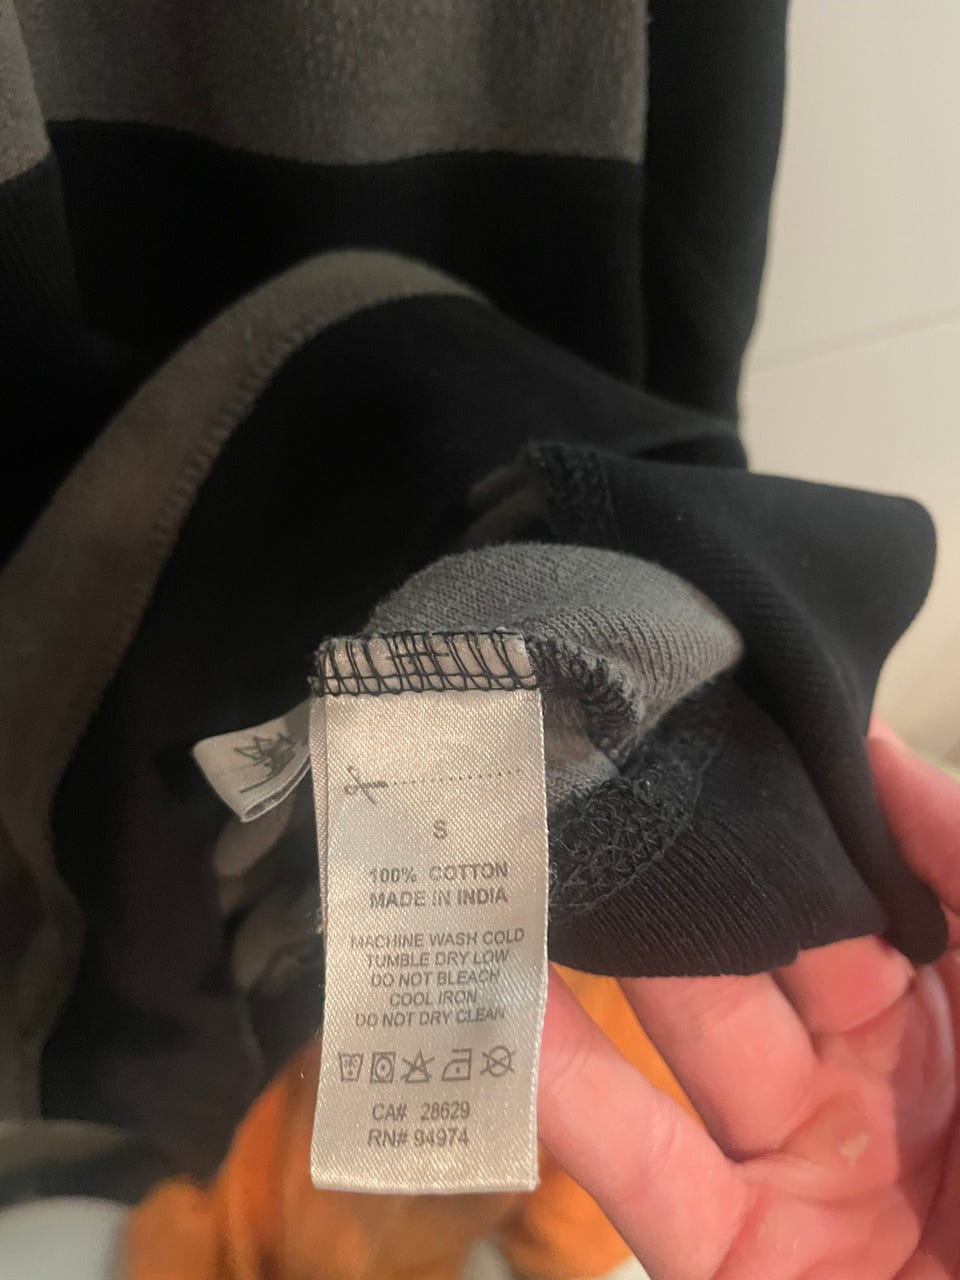 S
100% COTTON
MADE IN INDIA
MACHINE WASH COLD
TUMBLE DRY LOW
DO NOT BLEACH
COOL IRON
DO NOT DRY CLEAN
CA# 28629
RN# 94974